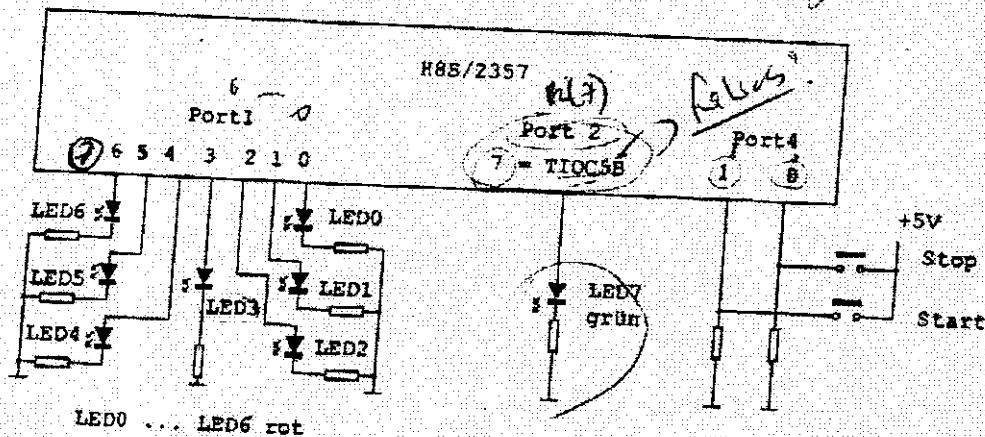 H8S/2357
6 0
Port1
Port 2
Port4
7 6 5 4 3 2 1 0
7 = TIOC5B
1 0
+5V
LED6
LED0
Stop
LED5
LED3
LED1
LED7
LED4
LED2
grün
Start
LED0 ... LED6 rot